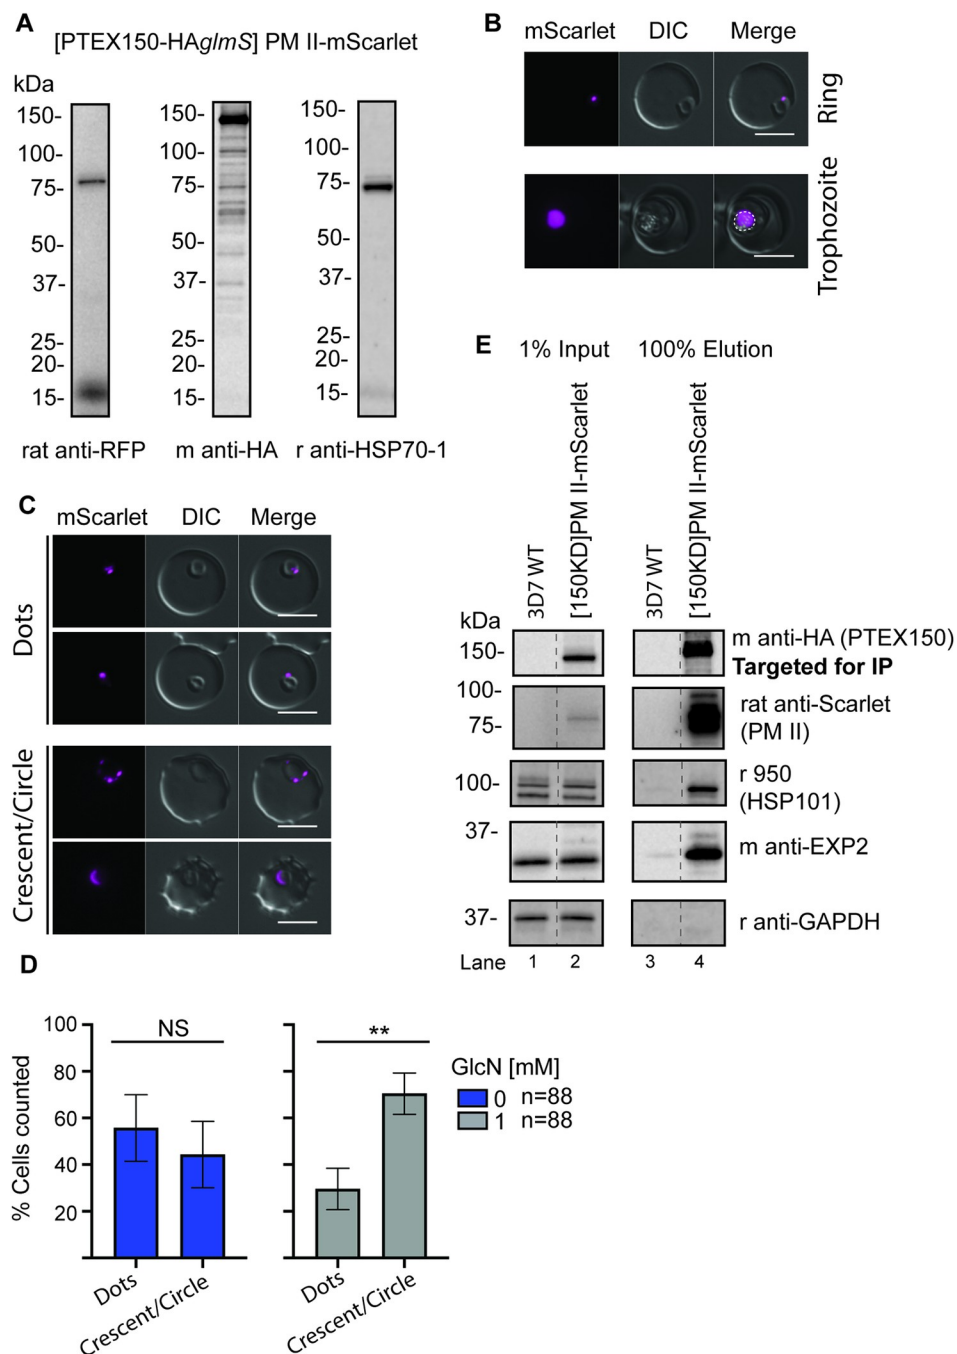 A
[PTEX150-HAglmS] PM II-mScarlet
kDa
150-
100-
75-
50-
37-
25-
20-
15-
rat anti-RFP
150-
100-
75-
50-
37-
25-
20-
15-
m anti-HA
150-
100-
75-
50-
37-
25-
20-
15-
r anti-HSP70-1
B
mScarlet DIC Merge
Ring
Trophozoite
C
mScarlet DIC Merge
Dots
Crescent/Circle
D
% Cells counted
100
80
60
40
20
NS
**
Dots
Crescent/Circle
Dots
Crescent/Circle
GlcN [mM]
0 n=88
1 n=88
E
1% Input 100% Elution
3D7 WT
[150KD]PM II-mScarlet
3D7 WT
[150KD]PM II-mScarlet
kDa
150-
m anti-HA (PTEX150)
Targeted for IP
100-
75-
rat anti-Scarlet
(PM II)
100-
r 950
(HSP101)
37-
m anti-EXP2
37-
r anti-GAPDH
Lane 1 2 3 4